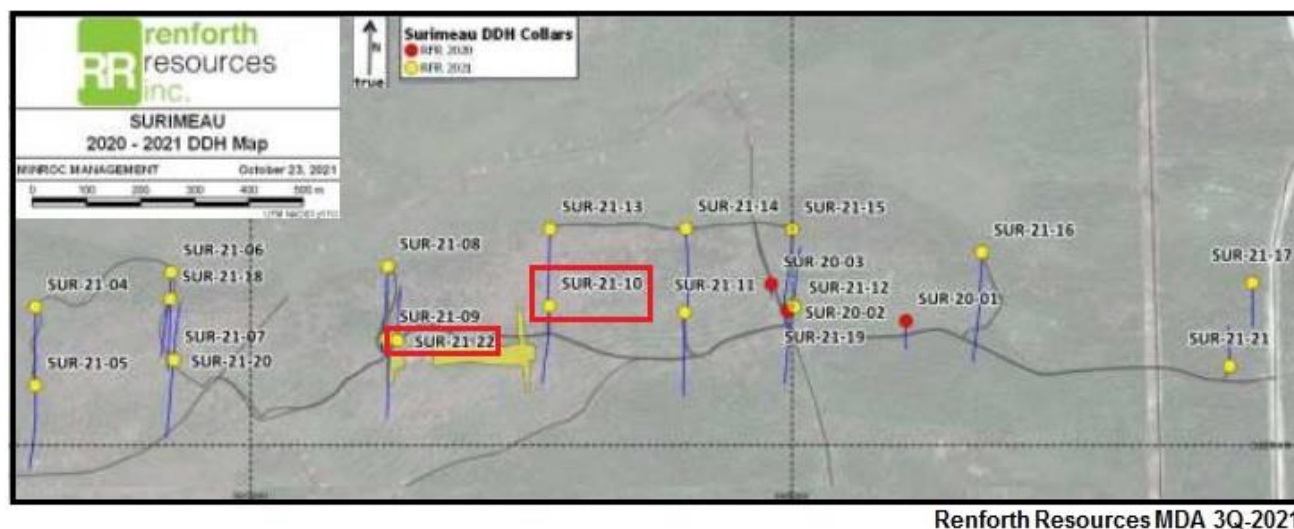 renforth
RR resources
inc.
SURIMEAU
2020 - 2021 DDH Map
MINROC MANAGEMENT October 23, 2021
0 100 200 300 400 500 m
N
true
Surimeau DDH Collars
RFR 2020
RFR 2021
SUR-21-13
SUR-21-14
SUR-21-15
SUR-21-16
SUR-21-06
SUR-21-08
SUR-21-18
SUR-20-03
SUR-21-17
SUR-21-04
SUR-21-10
SUR-21-11
SUR-21-12
SUR-20-01
SUR-21-09
SUR-20-02
SUR-21-07
SUR-21-22
SUR-21-19
SUR-21-21
SUR-21-05
SUR-21-20
Renforth Resources MDA 3Q-2021